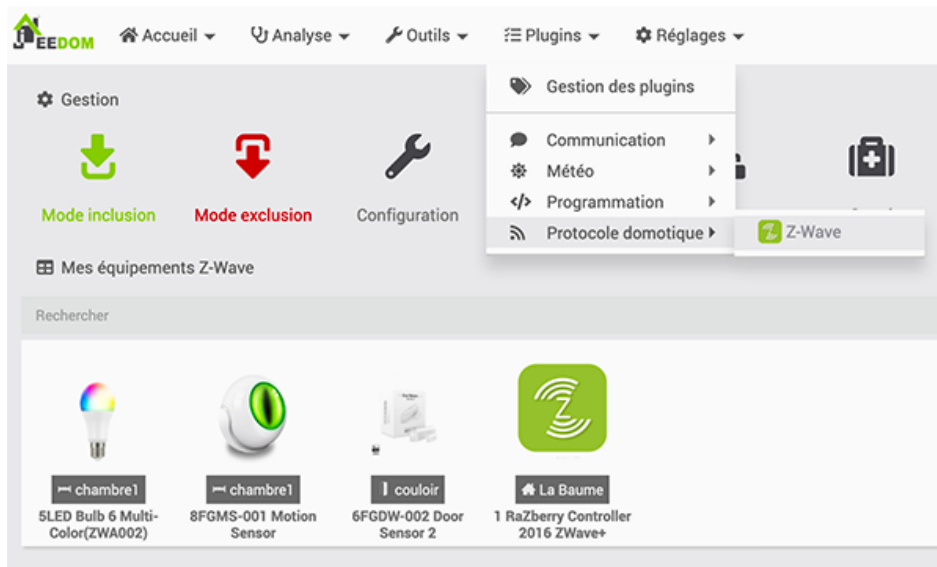 JEEDOM Accueil Analyse Outils Plugins Réglages
Gestion des plugins
Gestion
Communication
Météo
Programmation
Protocole domotique
Z-Wave
Mode inclusion Mode exclusion Configuration
Mes équipements Z-Wave
Rechercher
chambre1 chambre1 couloir La Baume
5LED Bulb 6 Multi- 8FGMS-001 Motion 6FGDW-002 Door 1 RaZberry Controller
Color(ZWA002) Sensor Sensor 2 2016 ZWave+